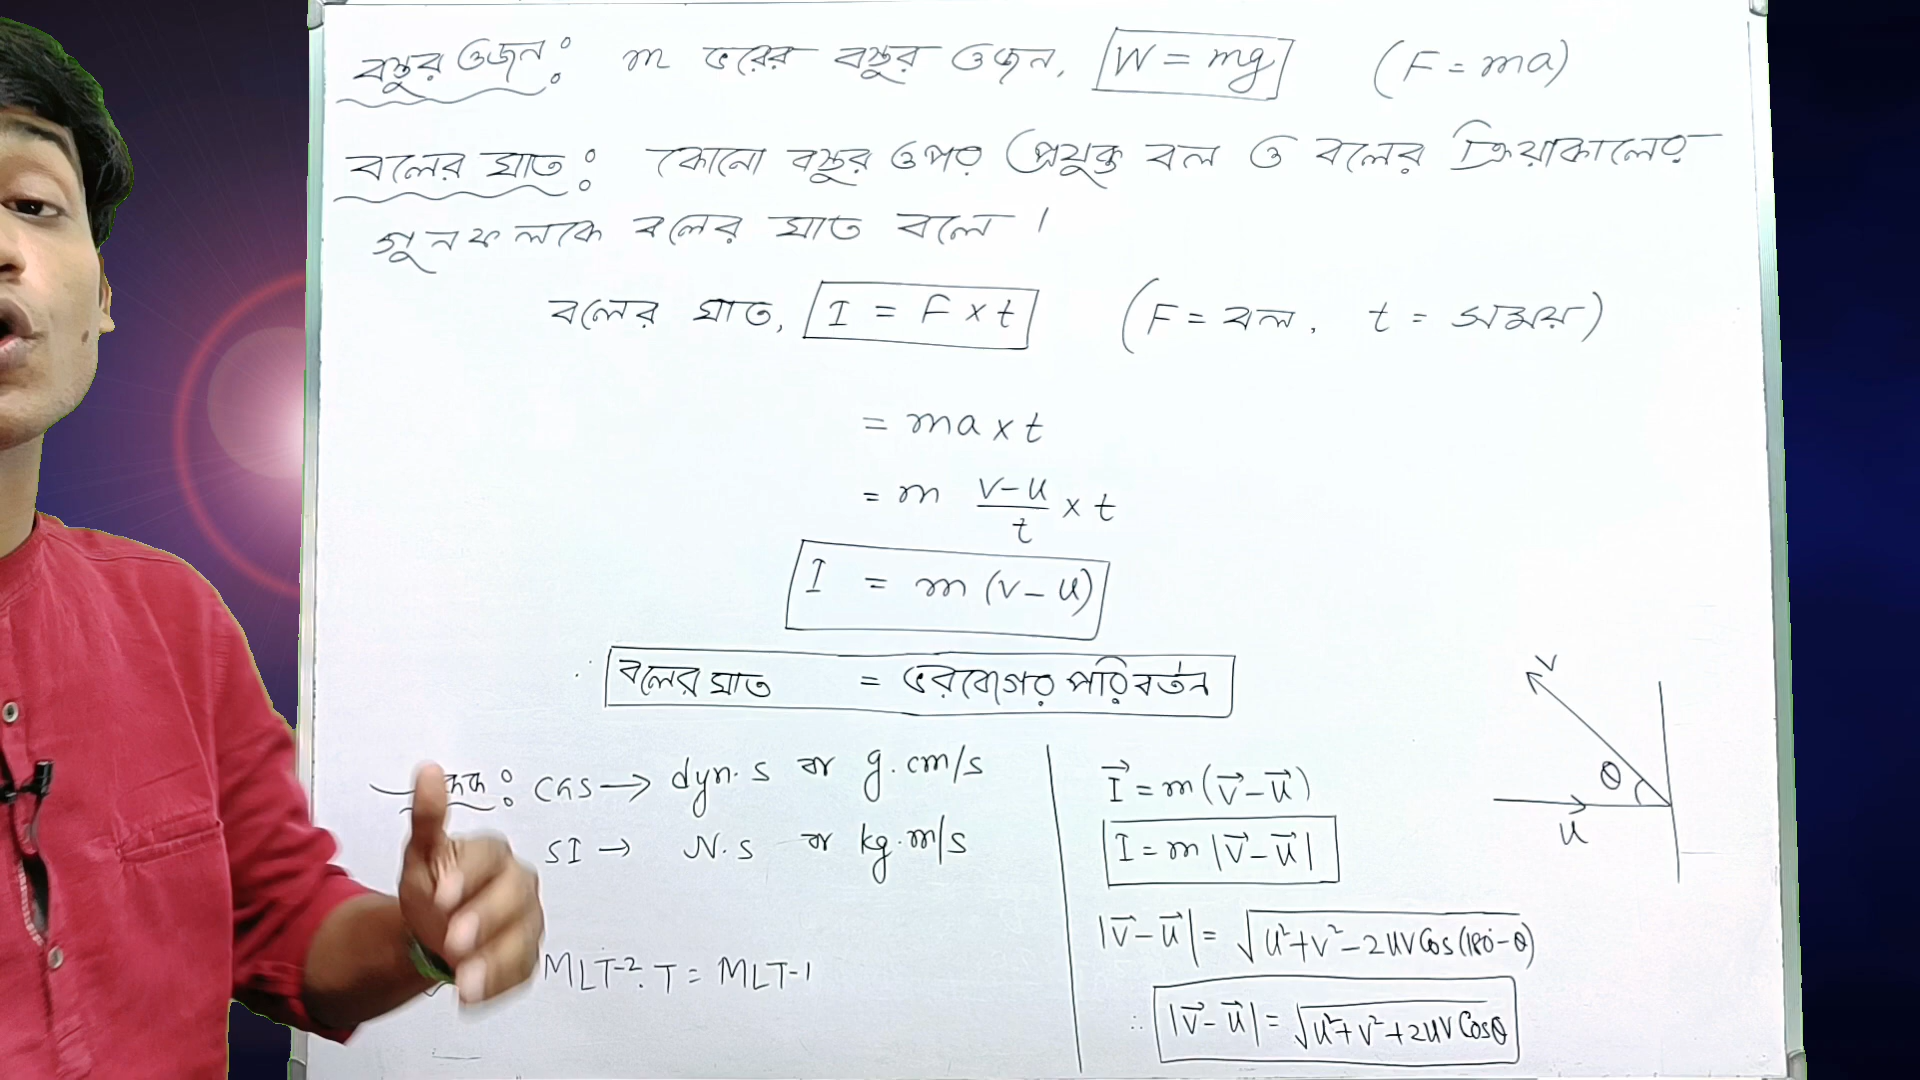 বস্তুর ওজন: m ভরের বস্তুর ওজন, W = mg (F = ma)
বলের ঘাত: কোনো বস্তুর ওপর প্রযুক্ত বল ও বলের ক্রিয়াকালের
গুনফলকে বলের ঘাত বলে।
বলের ঘাত, I = F x t (F = বল, t = সময়)
= ma x t
= m (v-u)/t x t
I = m (v - u)
বলের ঘাত = ভরবেগের পরিবর্তন
CGS → dyn.s or g.cm/s
SI → N.s or kg.m/s
MLT-2.T = MLT-1
I⃗ = m (v⃗ - u⃗)
I = m |v⃗ - u⃗|
|v⃗ - u⃗| = √(u²+v²-2uv Cos(180°-θ))
∴ |v⃗ - u⃗| = √(u²+v²+2uv Cosθ)
v
θ
u